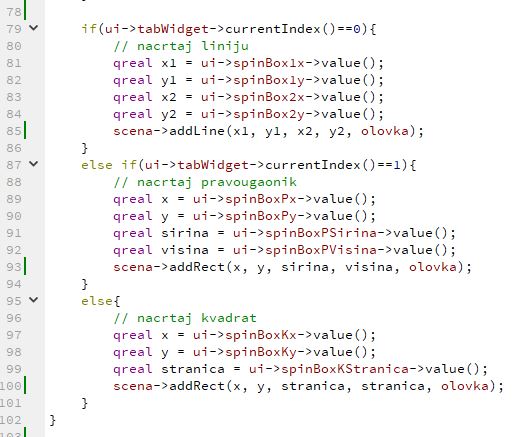 78
79 if(ui->tabWidget->currentIndex()==0){
80 // nacrtaj liniju
81 qreal x1 = ui->spinBox1x->value();
82 qreal y1 = ui->spinBox1y->value();
83 qreal x2 = ui->spinBox2x->value();
84 qreal y2 = ui->spinBox2y->value();
85 scena->addLine(x1, y1, x2, y2, olovka);
86 }
87 else if(ui->tabWidget->currentIndex()==1){
88 // nacrtaj pravougaonik
89 qreal x = ui->spinBoxPx->value();
90 qreal y = ui->spinBoxPy->value();
91 qreal sirina = ui->spinBoxPSirina->value();
92 qreal visina = ui->spinBoxPVisina->value();
93 scena->addRect(x, y, sirina, visina, olovka);
94 }
95 else{
96 // nacrtaj kvadrat
97 qreal x = ui->spinBoxKx->value();
98 qreal y = ui->spinBoxKy->value();
99 qreal stranica = ui->spinBoxKStranica->value();
100 scena->addRect(x, y, stranica, stranica, olovka);
101 }
102 }
103